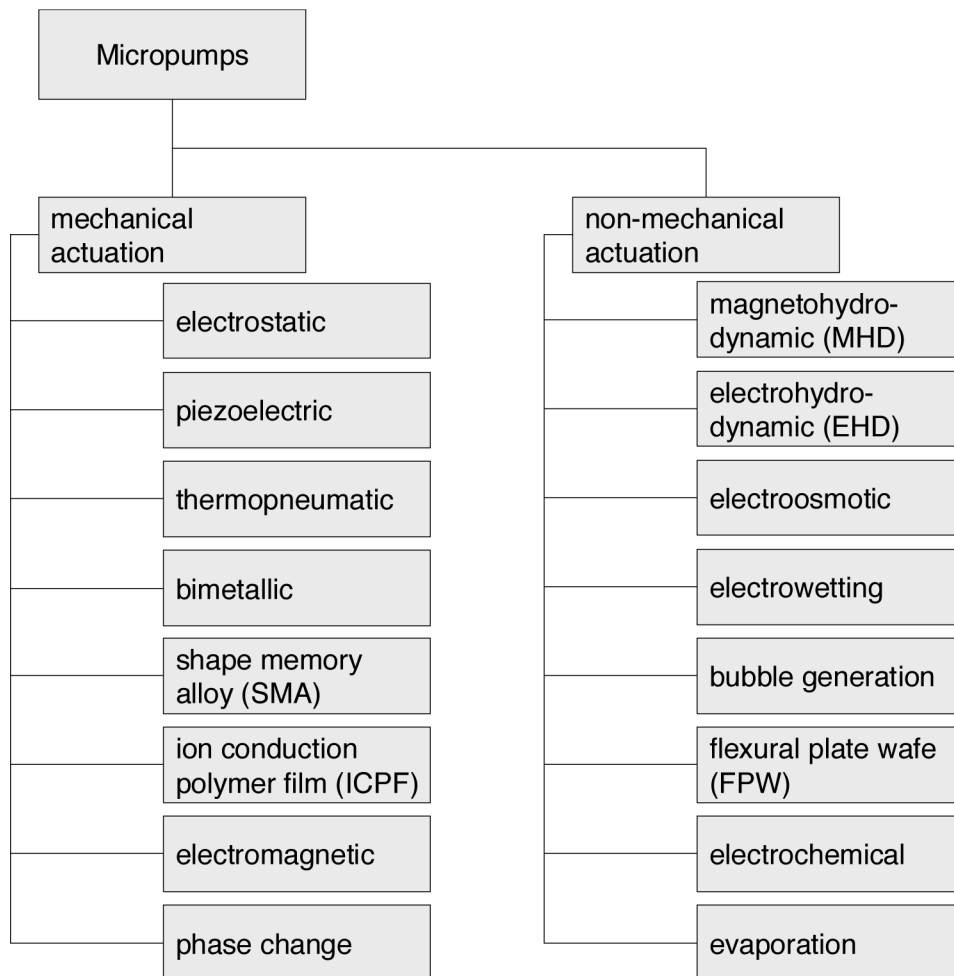 Micropumps
mechanical
actuation
electrostatic
piezoelectric
thermopneumatic
bimetallic
shape memory
alloy (SMA)
ion conduction
polymer film (ICPF)
electromagnetic
phase change
non-mechanical
actuation
magnetohydro-
dynamic (MHD)
electrohydro-
dynamic (EHD)
electroosmotic
electrowetting
bubble generation
flexural plate wafe
(FPW)
electrochemical
evaporation